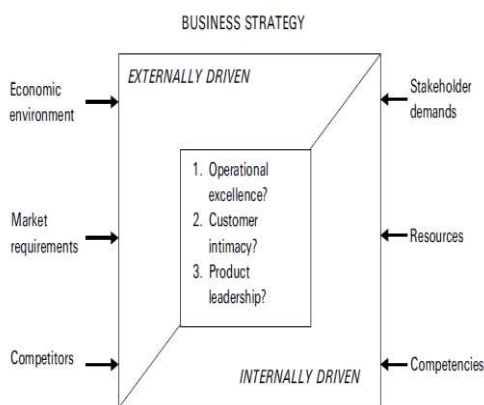 BUSINESS STRATEGY
EXTERNALLY DRIVEN
Economic
environment
Stakeholder
demands
1. Operational
excellence?
2. Customer
intimacy?
3. Product
leadership?
Market
requirements
Resources
Competitors
Competencies
INTERNALLY DRIVEN